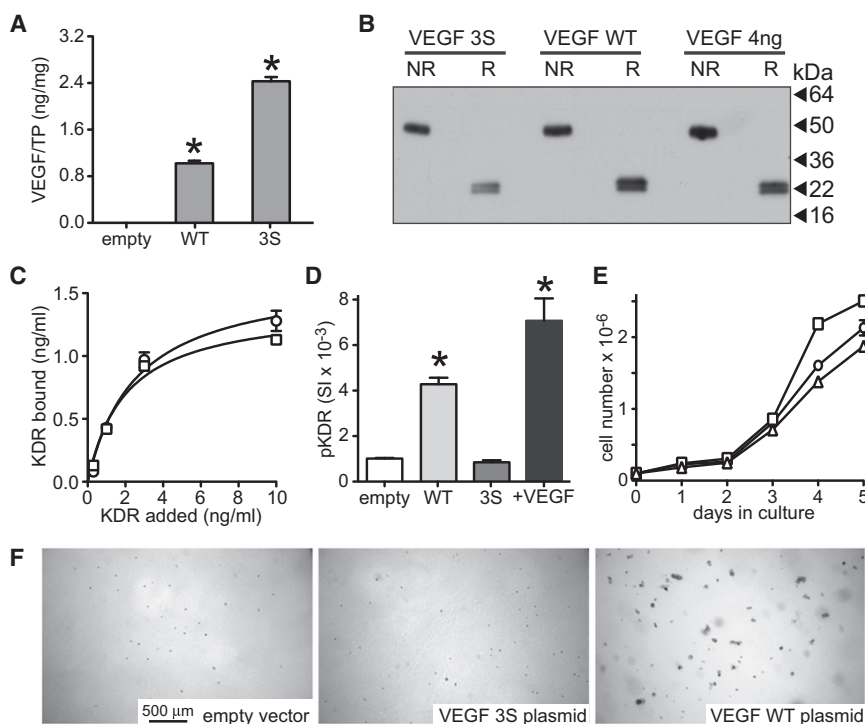 A
VEGF/TP (ng/mg)
3.2
2.4
1.6
0.8
0.0
empty WT 3S
*
*
B
VEGF 3S VEGF WT VEGF 4ng
NR R NR R NR R kDa
◀64
◀50
◀36
◀22
◀16
C
KDR bound (ng/ml)
1.5
1.0
0.5
0.0
0 2 4 6 8 10
KDR added (ng/ml)
D
pKDR (SI x 10-3)
8
6
4
2
0
empty WT 3S +VEGF
*
*
E
cell number x 10-6
2
1
0
0 1 2 3 4 5
days in culture
F
500 μm empty vector
VEGF 3S plasmid
VEGF WT plasmid